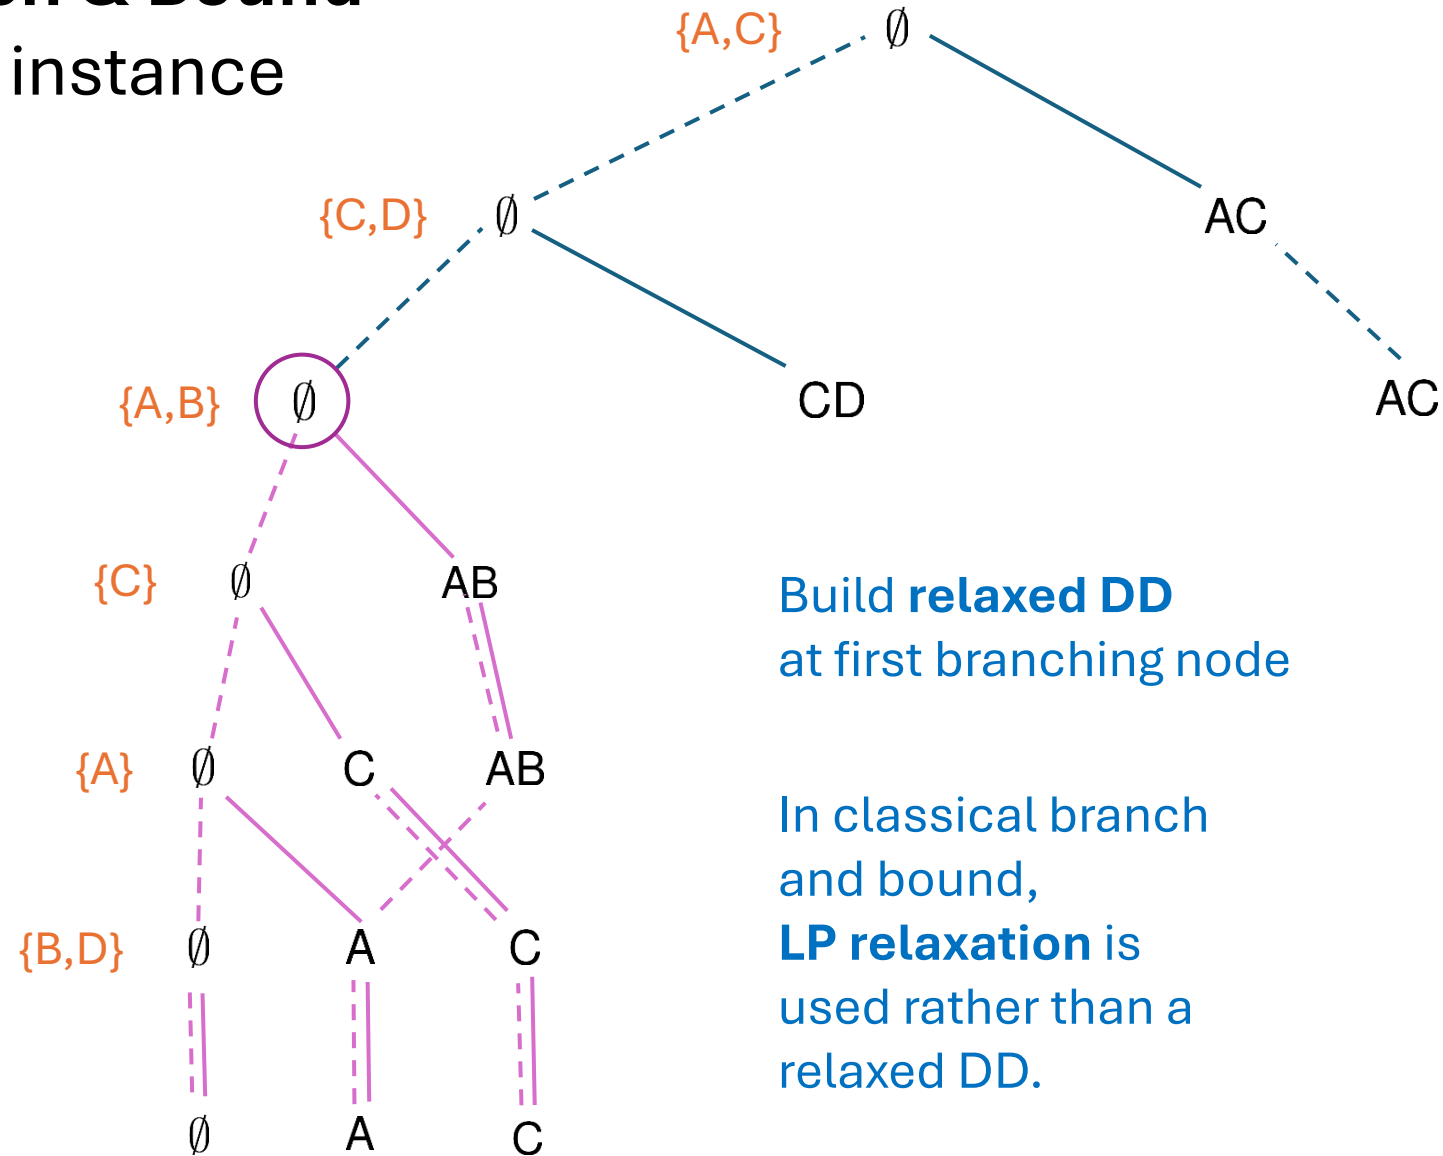 & Bound
instance
{A,C} ∅
{C,D} ∅ AC
{A,B} ∅ CD AC
{C} ∅ AB
Build relaxed DD
at first branching node
{A} ∅ C AB
In classical branch
and bound,
{B,D} ∅ A C
LP relaxation is
used rather than a
relaxed DD.
∅ A C